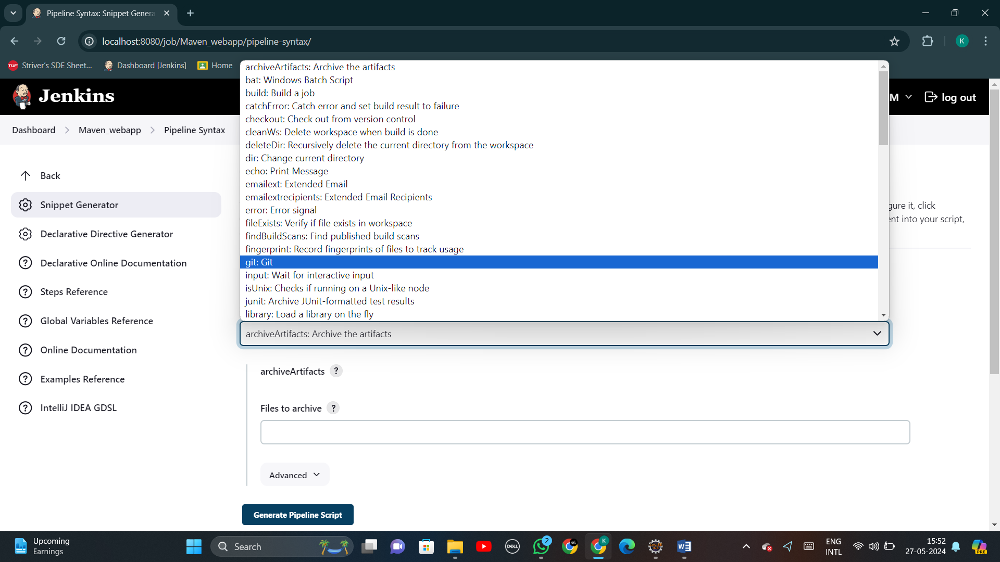 Pipeline Syntax: Snippet Genera
localhost:8080/job/Maven_webapp/pipeline-syntax/
K
TUF Striver's SDE Sheet...
Dashboard [Jenkins]
Home
Jenkins
M
log out
Dashboard
Maven_webapp
Pipeline Syntax
Back
Snippet Generator
Declarative Directive Generator
Declarative Online Documentation
Steps Reference
Global Variables Reference
Online Documentation
Examples Reference
IntelliJ IDEA GDSL
archiveArtifacts: Archive the artifacts
bat: Windows Batch Script
build: Build a job
catchError: Catch error and set build result to failure
checkout: Check out from version control
cleanWs: Delete workspace when build is done
deleteDir: Recursively delete the current directory from the workspace
dir: Change current directory
echo: Print Message
emailext: Extended Email
emailextrecipients: Extended Email Recipients
error: Error signal
fileExists: Verify if file exists in workspace
findBuildScans: Find published build scans
fingerprint: Record fingerprints of files to track usage
git: Git
input: Wait for interactive input
isUnix: Checks if running on a Unix-like node
junit: Archive JUnit-formatted test results
library: Load a library on the fly
gure it, click
ent into your script,
archiveArtifacts: Archive the artifacts
archiveArtifacts ?
Files to archive ?
Advanced
Generate Pipeline Script
Upcoming
Earnings
Search
DELL
2
K
ENG
INTL
15:52
27-05-2024
PRE